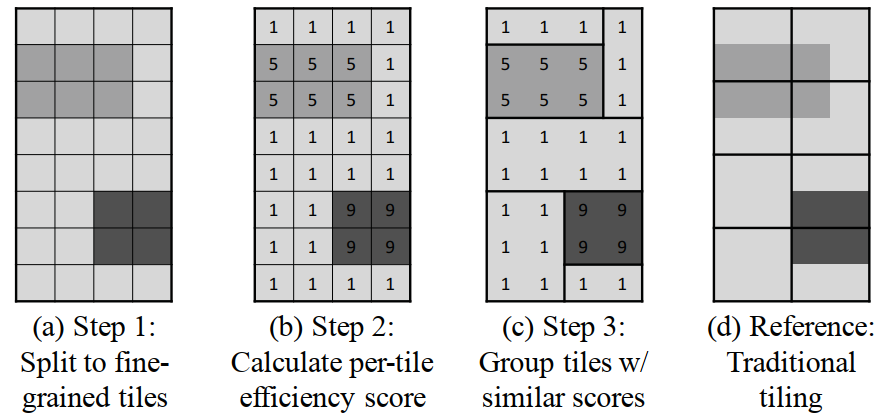 1 1 1 1
5 5 5 1
5 5 5 1
1 1 1 1
1 1 1 1
1 1 9 9
1 1 9 9
1 1 1 1
1 1 1 1
5 5 5 1
5 5 5 1
1 1 1 1
1 1 1 1
1 1 9 9
1 1 9 9
1 1 1 1
(a) Step 1:
Split to fine-
grained tiles
(b) Step 2:
Calculate per-tile
efficiency score
(c) Step 3:
Group tiles w/
similar scores
(d) Reference:
Traditional
tiling